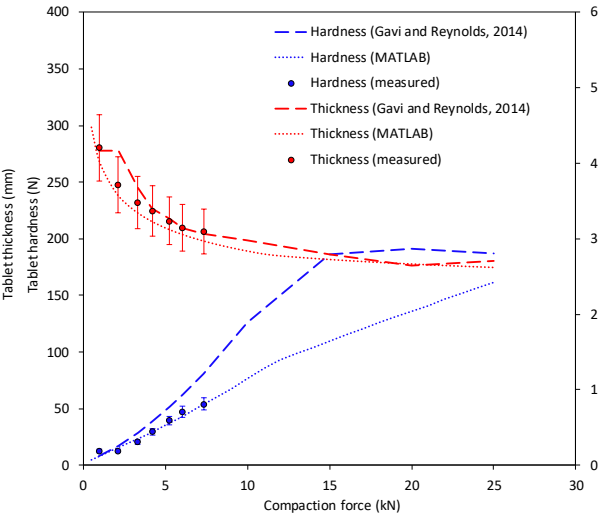 400
350
300
250
200
150
100
50
0
6
5
4
3
2
1
0
0
5
10
15
20
25
30
Tablet thickness (mm)
Tablet hardness (N)
Compaction force (kN)
Hardness (Gavi and Reynolds, 2014)
Hardness (MATLAB)
Hardness (measured)
Thickness (Gavi and Reynolds, 2014)
Thickness (MATLAB)
Thickness (measured)